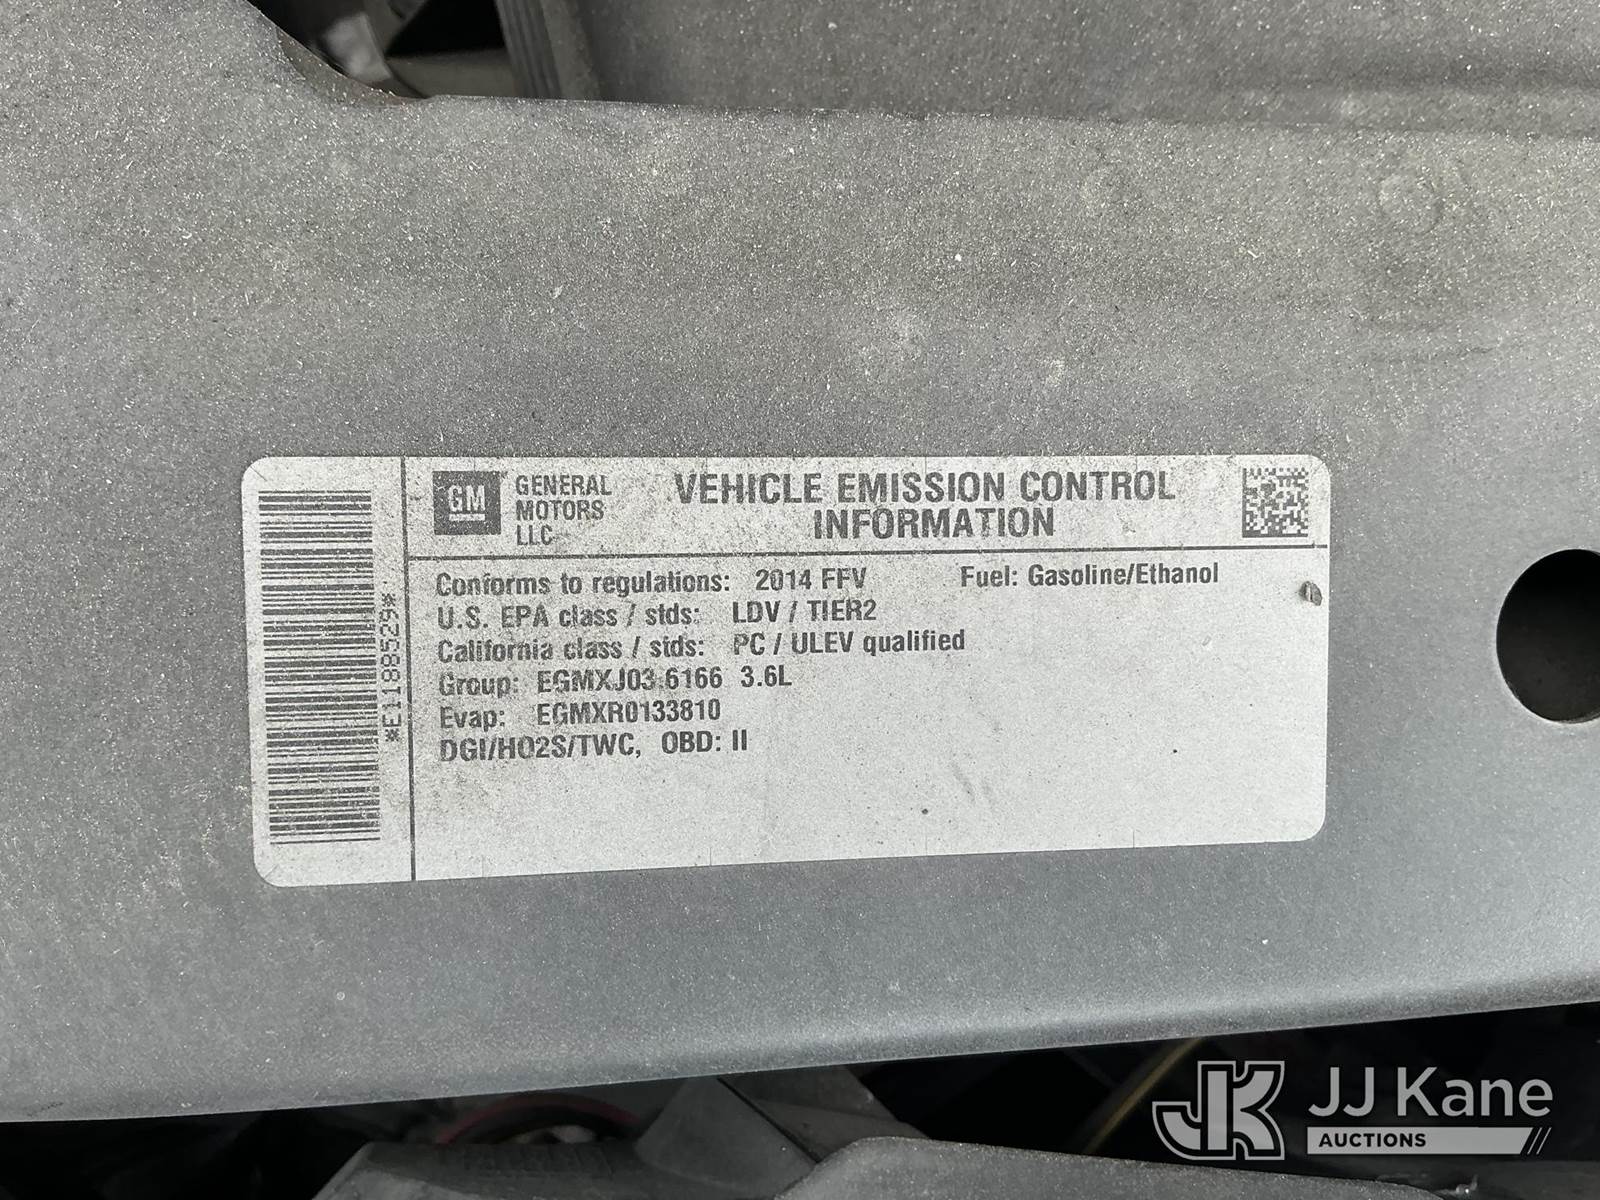 GM
GENERAL
MOTORS
LLC
VEHICLE EMISSION CONTROL
INFORMATION
Conforms to regulations: 2014 FFV Fuel: Gasoline/Ethanol
U.S. EPA class / stds: LDV / TIER2
California class / stds: PC / ULEV qualified
Group: EGMXJ03.6166 3.6L
Evap: EGMXR0133810
DGI/HO2S/TWC, OBD: II
*E1188529*
JK
JJ Kane
AUCTIONS